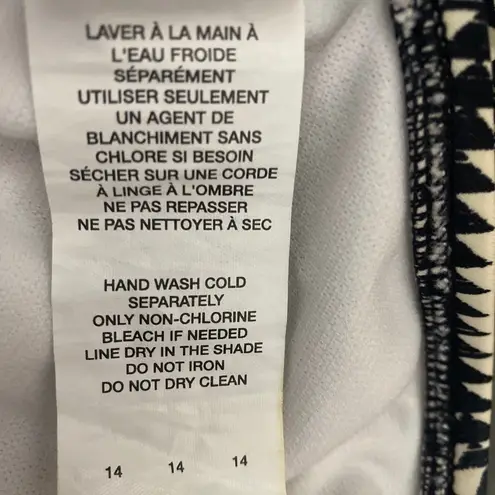 LAVER À LA MAIN À
L'EAU FROIDE
SÉPARÉMENT
UTILISER SEULEMENT
UN AGENT DE
BLANCHIMENT SANS
CHLORE SI BESOIN
SÉCHER SUR UNE CORDE
À LINGE À L'OMBRE
NE PAS REPASSER
NE PAS NETTOYER À SEC
HAND WASH COLD
SEPARATELY
ONLY NON-CHLORINE
BLEACH IF NEEDED
LINE DRY IN THE SHADE
DO NOT IRON
DO NOT DRY CLEAN
14 14 14